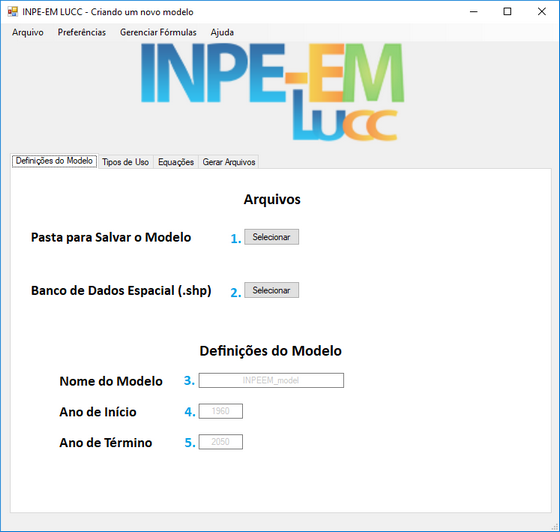 INPE-EM LUCC - Criando um novo modelo
Arquivo Preferências Gerenciar Fórmulas Ajuda
INPE-EM
LUCC
Definições do Modelo Tipos de Uso Equações Gerar Arquivos
Arquivos
Pasta para Salvar o Modelo 1. Selecionar
Banco de Dados Espacial (.shp) 2. Selecionar
Definições do Modelo
Nome do Modelo 3. INPEEM_model
Ano de Início 4. 1960
Ano de Término 5. 2050